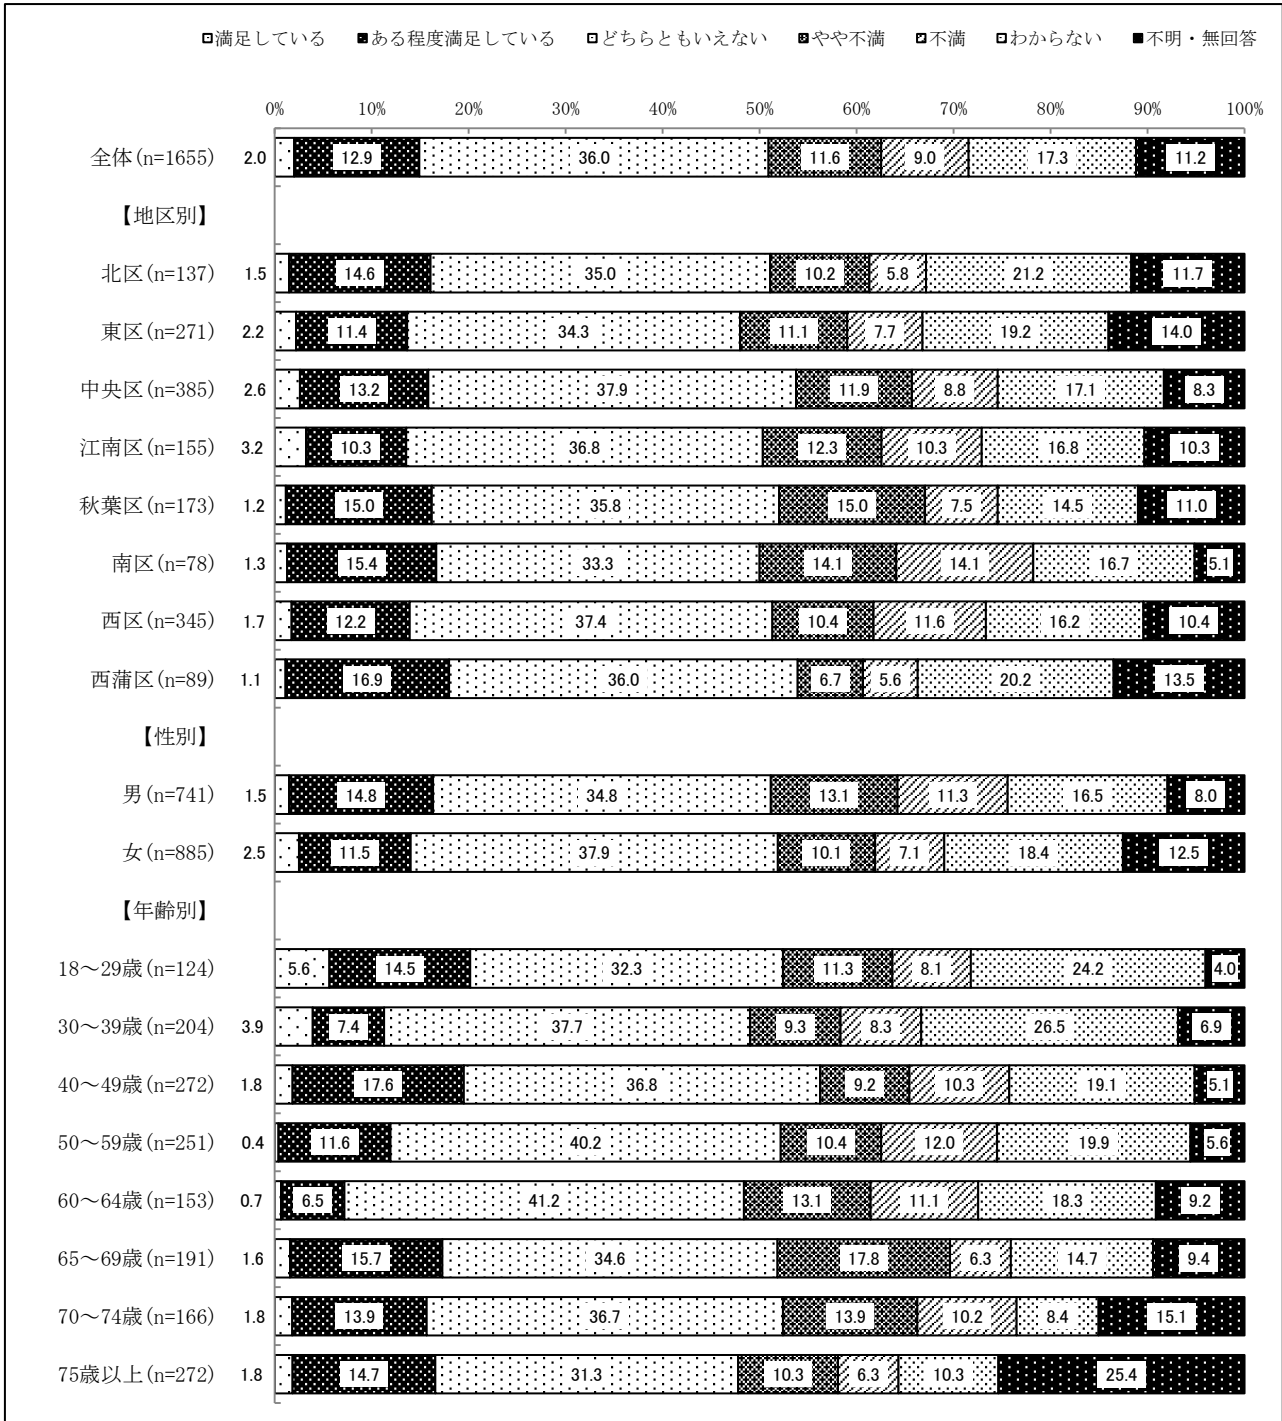 満足している ある程度満足している どちらともいえない やや不満 不満 わからない 不明・無回答
0% 10% 20% 30% 40% 50% 60% 70% 80% 90% 100%
全体(n=1655) 2.0 12.9 36.0 11.6 9.0 17.3 11.2
【地区別】
北区(n=137) 1.5 14.6 35.0 10.2 5.8 21.2 11.7
東区(n=271) 2.2 11.4 34.3 11.1 7.7 19.2 14.0
中央区(n=385) 2.6 13.2 37.9 11.9 8.8 17.1 8.3
江南区(n=155) 3.2 10.3 36.8 12.3 10.3 16.8 10.3
秋葉区(n=173) 1.2 15.0 35.8 15.0 7.5 14.5 11.0
南区(n=78) 1.3 15.4 33.3 14.1 14.1 16.7 5.1
西区(n=345) 1.7 12.2 37.4 10.4 11.6 16.2 10.4
西蒲区(n=89) 1.1 16.9 36.0 6.7 5.6 20.2 13.5
【性別】
男(n=741) 1.5 14.8 34.8 13.1 11.3 16.5 8.0
女(n=885) 2.5 11.5 37.9 10.1 7.1 18.4 12.5
【年齢別】
18～29歳(n=124) 5.6 14.5 32.3 11.3 8.1 24.2 4.0
30～39歳(n=204) 3.9 7.4 37.7 9.3 8.3 26.5 6.9
40～49歳(n=272) 1.8 17.6 36.8 9.2 10.3 19.1 5.1
50～59歳(n=251) 0.4 11.6 40.2 10.4 12.0 19.9 5.6
60～64歳(n=153) 0.7 6.5 41.2 13.1 11.1 18.3 9.2
65～69歳(n=191) 1.6 15.7 34.6 17.8 6.3 14.7 9.4
70～74歳(n=166) 1.8 13.9 36.7 13.9 10.2 8.4 15.1
75歳以上(n=272) 1.8 14.7 31.3 10.3 6.3 10.3 25.4